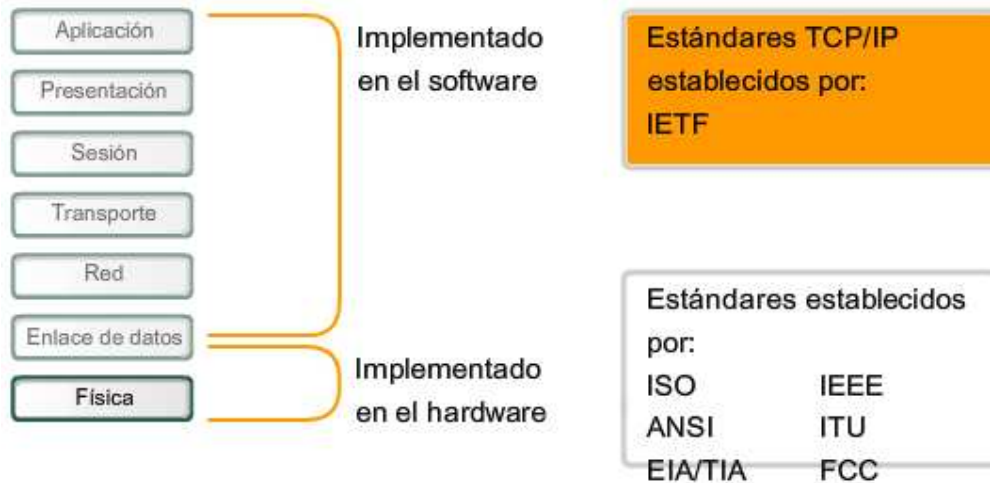 Aplicación
Presentación
Sesión
Transporte
Red
Enlace de datos
Física
Implementado
en el software
Implementado
en el hardware
Estándares TCP/IP
establecidos por:
IETF
Estándares establecidos
por:
ISO IEEE
ANSI ITU
EIA/TIA FCC